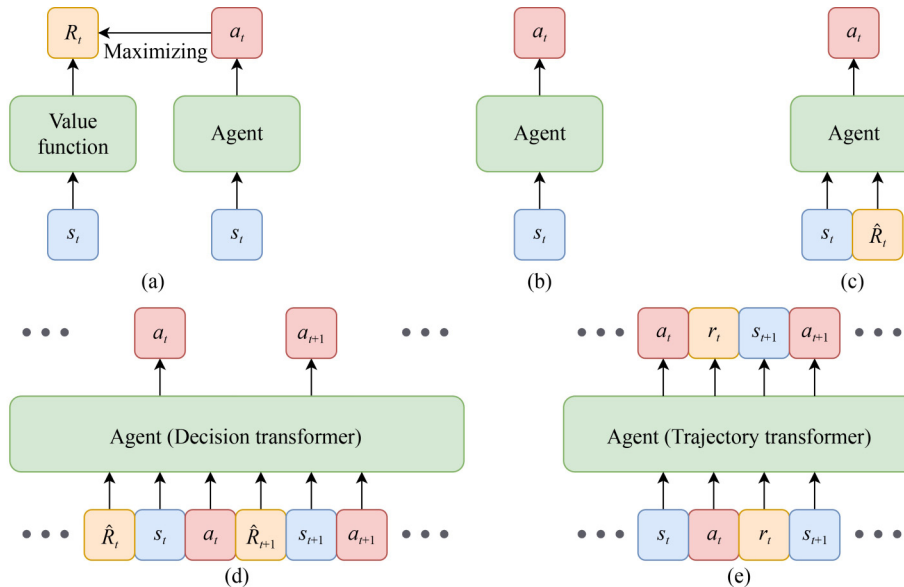 R_t
a_t
Maximizing
Value
function
Agent
s_t
s_t
(a)
a_t
Agent
s_t
(b)
a_t
Agent
s_t
R̂_t
(c)
a_t
a_{t+1}
Agent (Decision transformer)
R̂_t
s_t
a_t
R̂_{t+1}
s_{t+1}
a_{t+1}
(d)
a_t
r_t
s_{t+1}
a_{t+1}
Agent (Trajectory transformer)
s_t
a_t
r_t
s_{t+1}
(e)